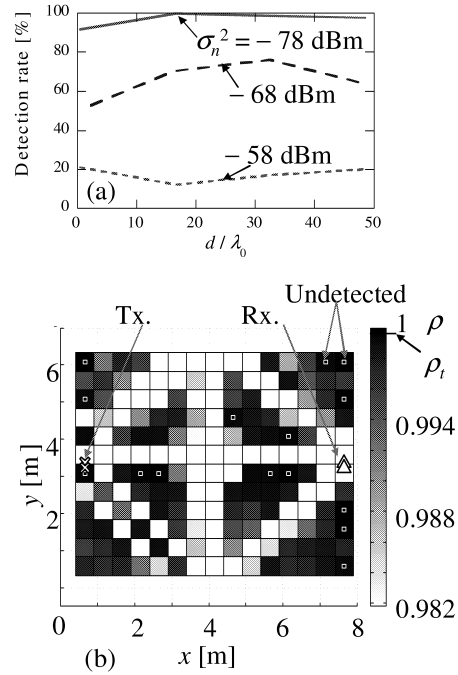 Detection rate [%]
100
80
60
40
20
0
σn² = − 78 dBm
− 68 dBm
− 58 dBm
(a)
0 10 20 30 40 50
d / λ0
Undetected
Tx.
Rx.
1 ρ
ρt
0.994
0.988
0.982
y [m]
6
4
2
0
0 2 4 6 8
(b)
x [m]